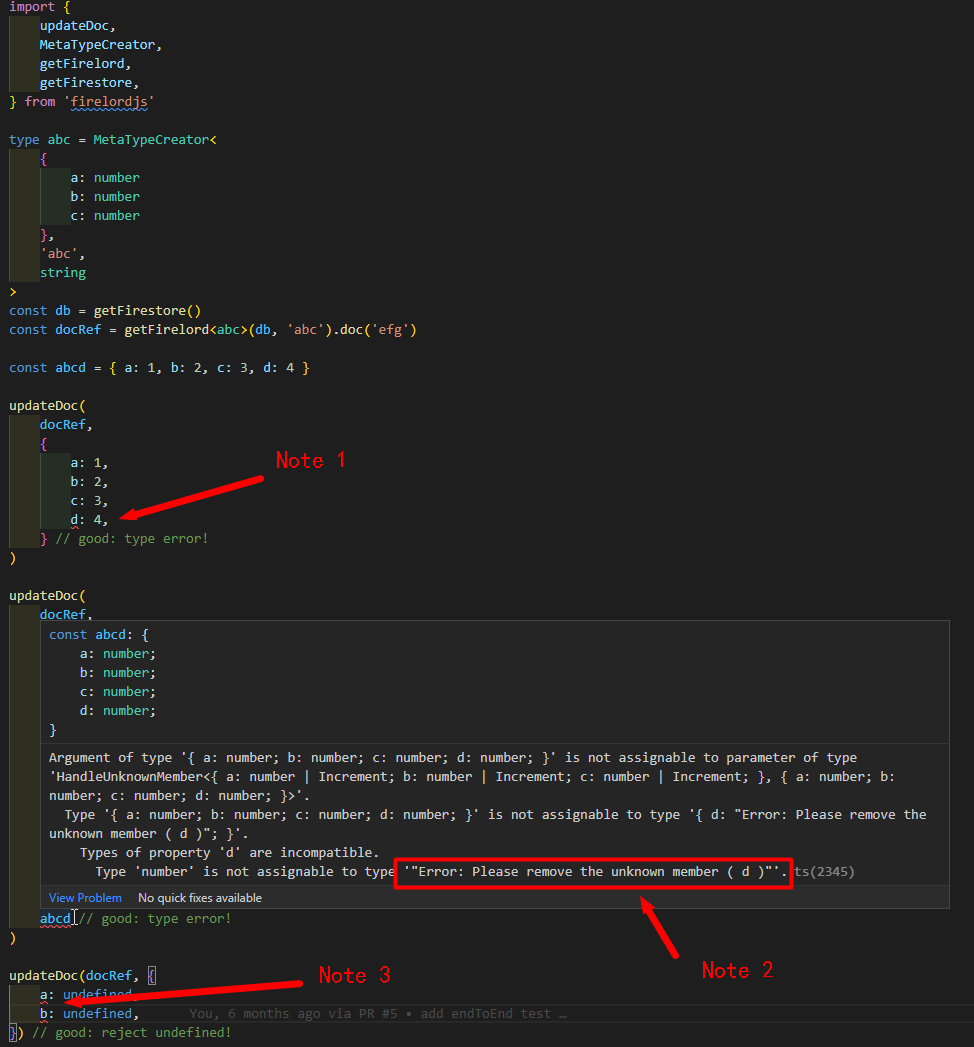 import {
updateDoc,
MetaTypeCreator,
getFirelord,
getFirestore,
} from 'firelordjs'
type abc = MetaTypeCreator<
{
a: number
b: number
c: number
},
'abc',
string
>
const db = getFirestore()
const docRef = getFirelord<abc>(db, 'abc').doc('efg')
const abcd = { a: 1, b: 2, c: 3, d: 4 }
updateDoc(
docRef,
{
Note 1
a: 1,
b: 2,
c: 3,
d: 4,
} // good: type error!
)
updateDoc(
docRef,
const abcd: {
a: number;
b: number;
c: number;
d: number;
}
Argument of type '{ a: number; b: number; c: number; d: number; }' is not assignable to parameter of type
'HandleUnknownMember<{ a: number | Increment; b: number | Increment; c: number | Increment; }, { a: number; b:
number; c: number; d: number; }>'.
Type '{ a: number; b: number; c: number; d: number; }' is not assignable to type '{ d: "Error: Please remove the
unknown member ( d )"; }'.
Types of property 'd' are incompatible.
Type 'number' is not assignable to type '"Error: Please remove the unknown member ( d )"'. ts(2345)
View Problem No quick fixes available
abcd // good: type error!
)
Note 2
updateDoc(docRef, {
Note 3
a: undefined,
b: undefined, You, 6 months ago via PR #5 • add endToEnd test …
}) // good: reject undefined!